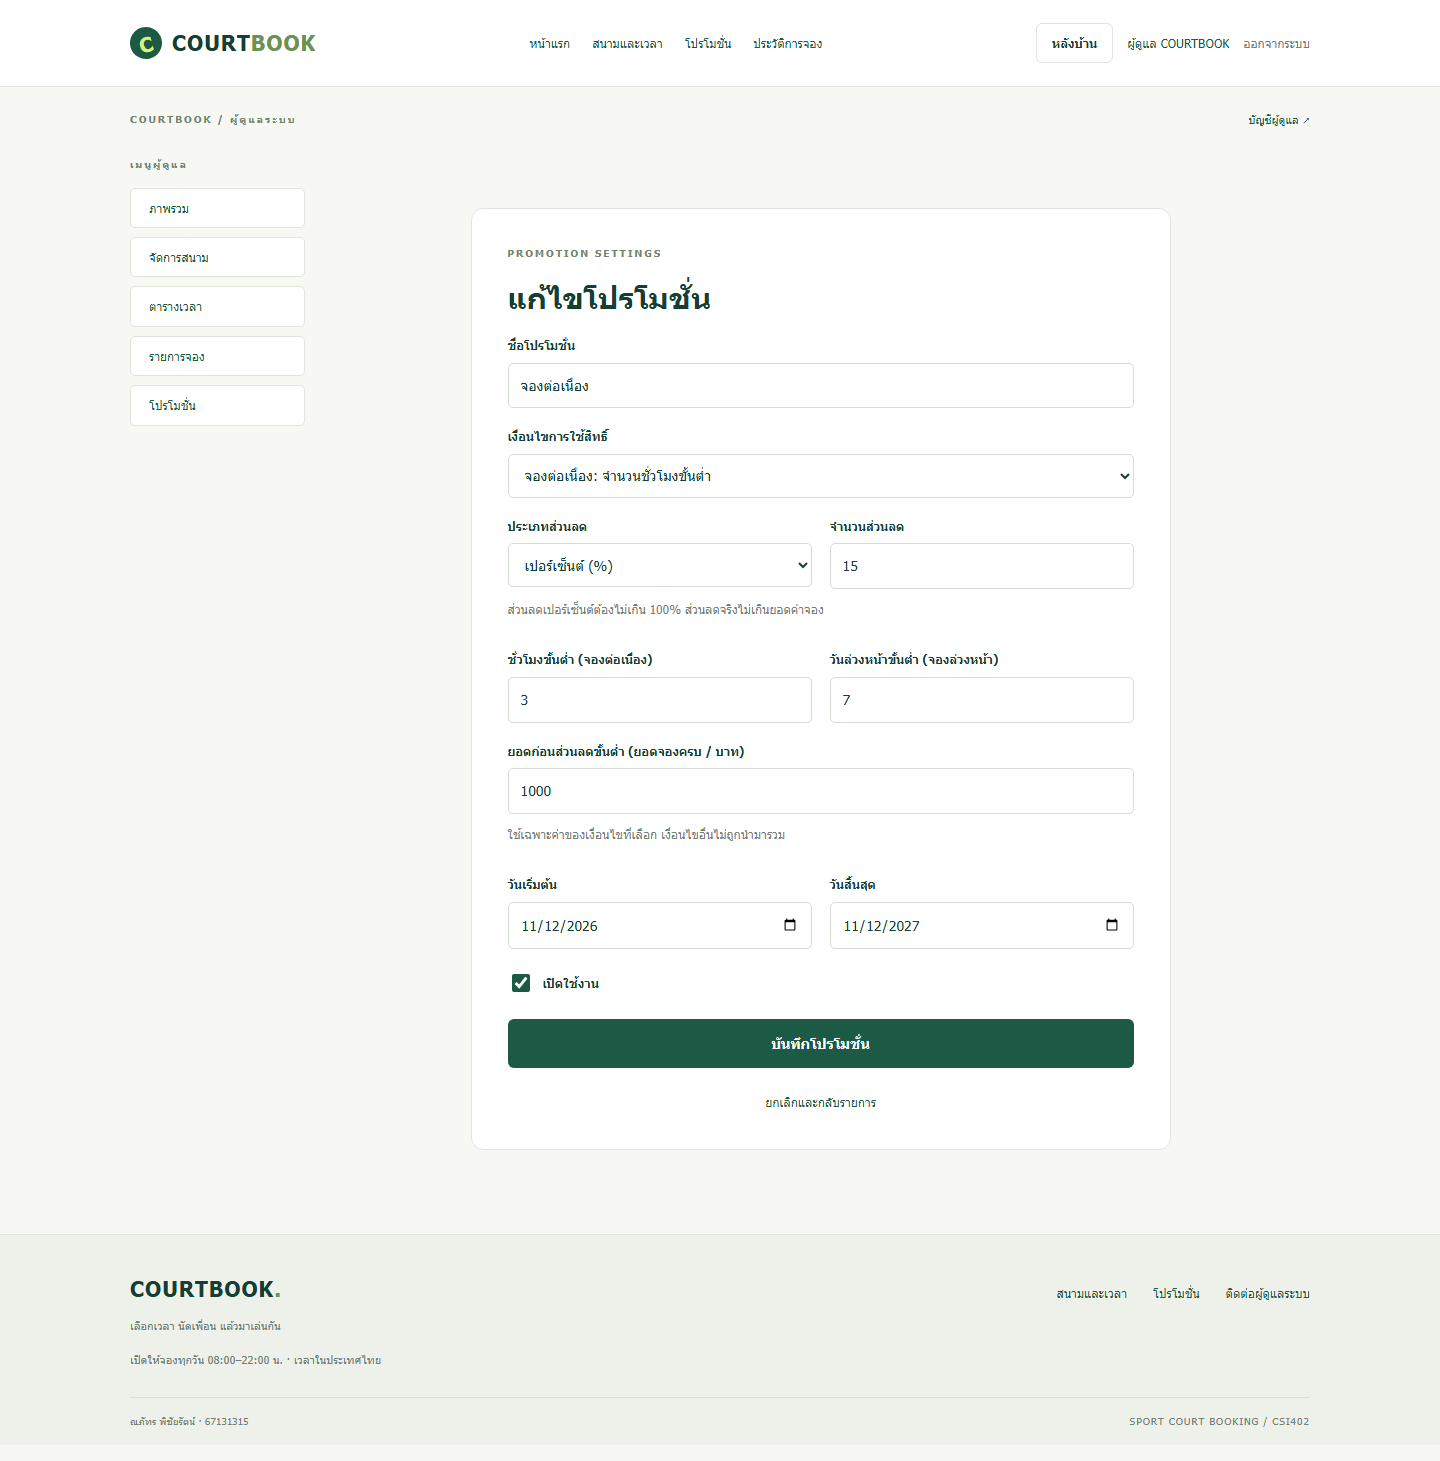 C COURTBOOK
หน้าแรก สนามและเวลา โปรโมชั่น ประวัติการจอง
หลังบ้าน ผู้ดูแล COURTBOOK ออกจากระบบ
COURTBOOK / ผู้ดูแลระบบ
บัญชีผู้ดูแล ↗
เมนูผู้ดูแล
ภาพรวม
จัดการสนาม
ตารางเวลา
รายการจอง
โปรโมชั่น
PROMOTION SETTINGS
แก้ไขโปรโมชั่น
ชื่อโปรโมชั่น
จองต่อเนื่อง
เงื่อนไขการใช้สิทธิ์
จองต่อเนื่อง: จำนวนชั่วโมงขั้นต่ำ
ประเภทส่วนลด จำนวนส่วนลด
เปอร์เซ็นต์ (%) 15
ส่วนลดเปอร์เซ็นต์ต้องไม่เกิน 100% ส่วนลดจริงไม่เกินยอดค่าจอง
ชั่วโมงขั้นต่ำ (จองต่อเนื่อง) วันล่วงหน้าขั้นต่ำ (จองล่วงหน้า)
3 7
ยอดก่อนส่วนลดขั้นต่ำ (ยอดจองครบ / บาท)
1000
ใช้เฉพาะค่าของเงื่อนไขที่เลือก เงื่อนไขอื่นไม่ถูกนำมารวม
วันเริ่มต้น วันสิ้นสุด
11/12/2026 11/12/2027
เปิดใช้งาน
บันทึกโปรโมชั่น
ยกเลิกและกลับรายการ
COURTBOOK.
สนามและเวลา โปรโมชั่น ติดต่อผู้ดูแลระบบ
เลือกเวลา นัดเพื่อน แล้วมาเล่นกัน
เปิดให้จองทุกวัน 08:00–22:00 น. · เวลาในประเทศไทย
ณภัทร พิชัยรัตน์ · 67131315
SPORT COURT BOOKING / CSI402